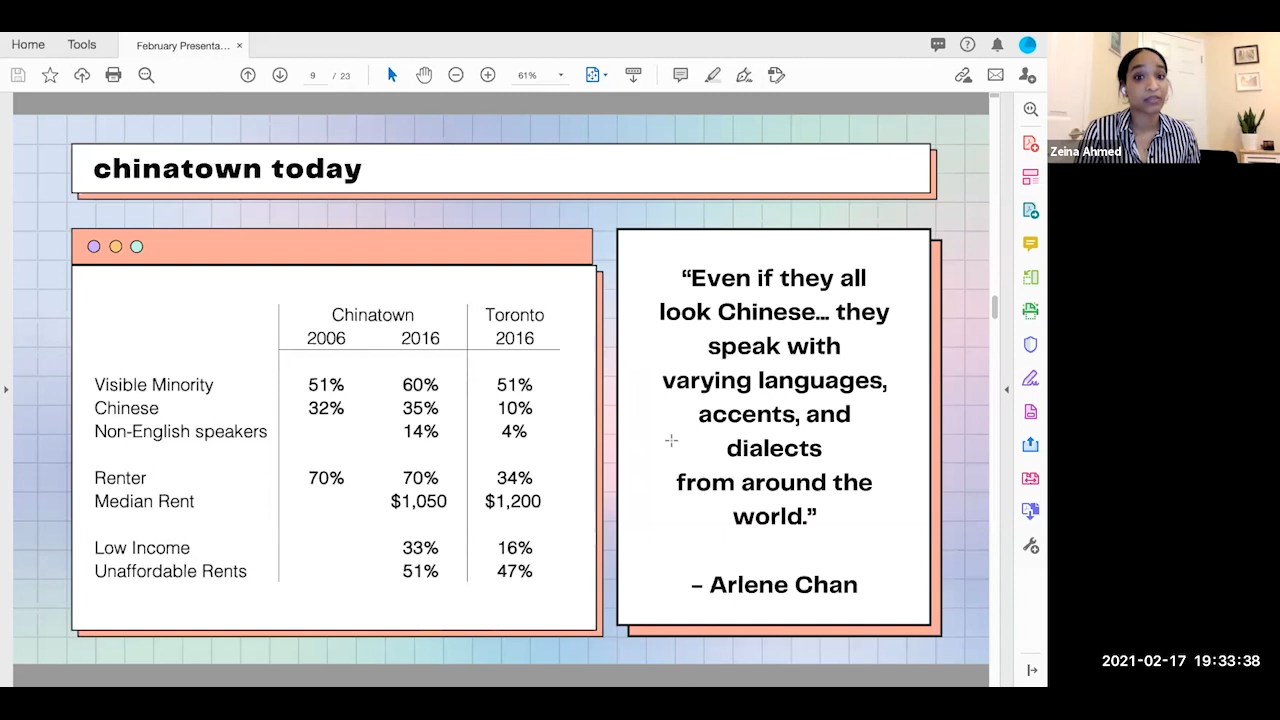 Home Tools February Presenta... ×
9 / 23 61%
Zeina Ahmed
chinatown today
Chinatown Toronto
2006 2016 2016
Visible Minority 51% 60% 51%
Chinese 32% 35% 10%
Non-English speakers 14% 4%
Renter 70% 70% 34%
Median Rent $1,050 $1,200
Low Income 33% 16%
Unaffordable Rents 51% 47%
“Even if they all
look Chinese... they
speak with
varying languages,
accents, and
dialects
from around the
world.”
– Arlene Chan
2021-02-17 19:33:38